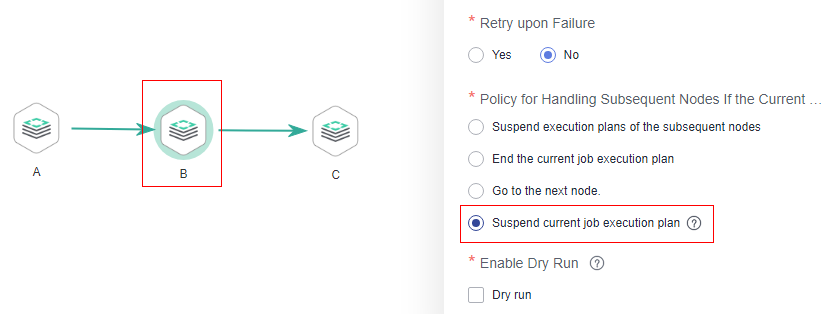 A
B
C
* Retry upon Failure
Yes
No
* Policy for Handling Subsequent Nodes If the Current ...
Suspend execution plans of the subsequent nodes
End the current job execution plan
Go to the next node.
Suspend current job execution plan ?
* Enable Dry Run ?
Dry run